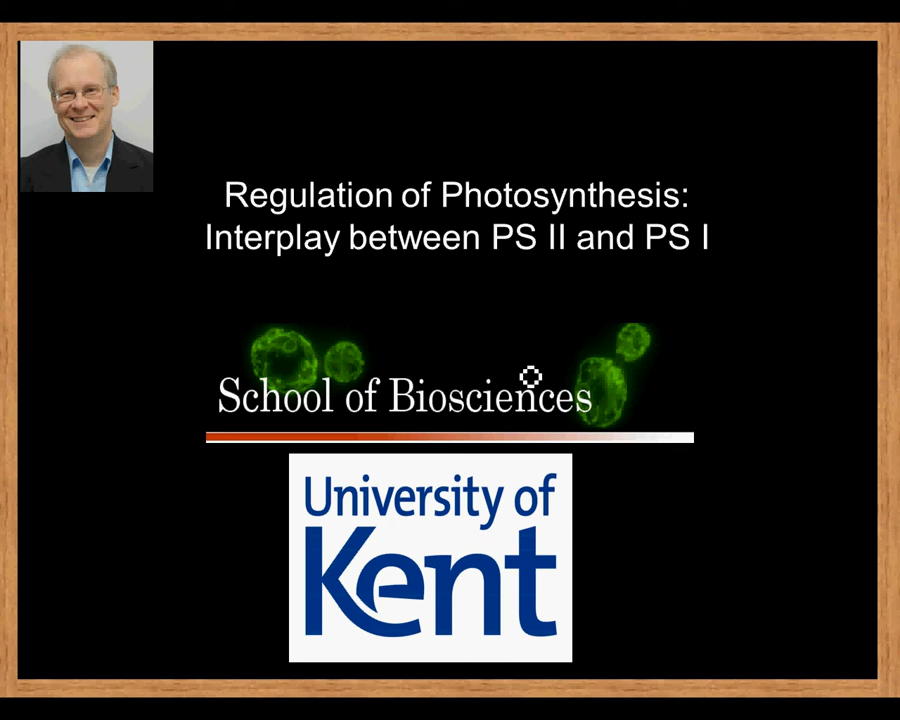 Regulation of Photosynthesis:
Interplay between PS II and PS I
School of Biosciences
University of
Kent